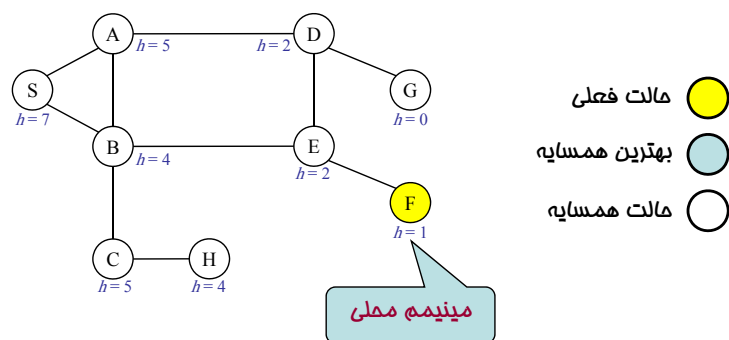 A
h = 5
D
h = 2
S
h = 7
G
h = 0
حالت فعلی
B
h = 4
E
h = 2
بهترین همسایه
F
h = 1
حالت همسایه
C
h = 5
H
h = 4
مینیمم محلی